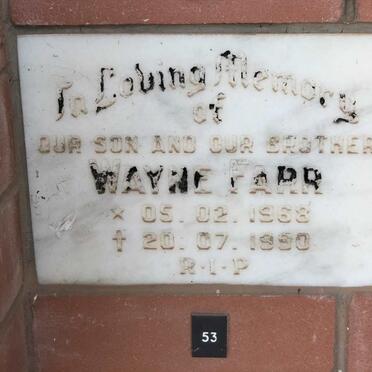 In Loving Memory
of
OUR SON AND OUR BROTHER
WAYNE FARR
* 05. 02. 1968
† 20. 07. 1990
R·I·P
53